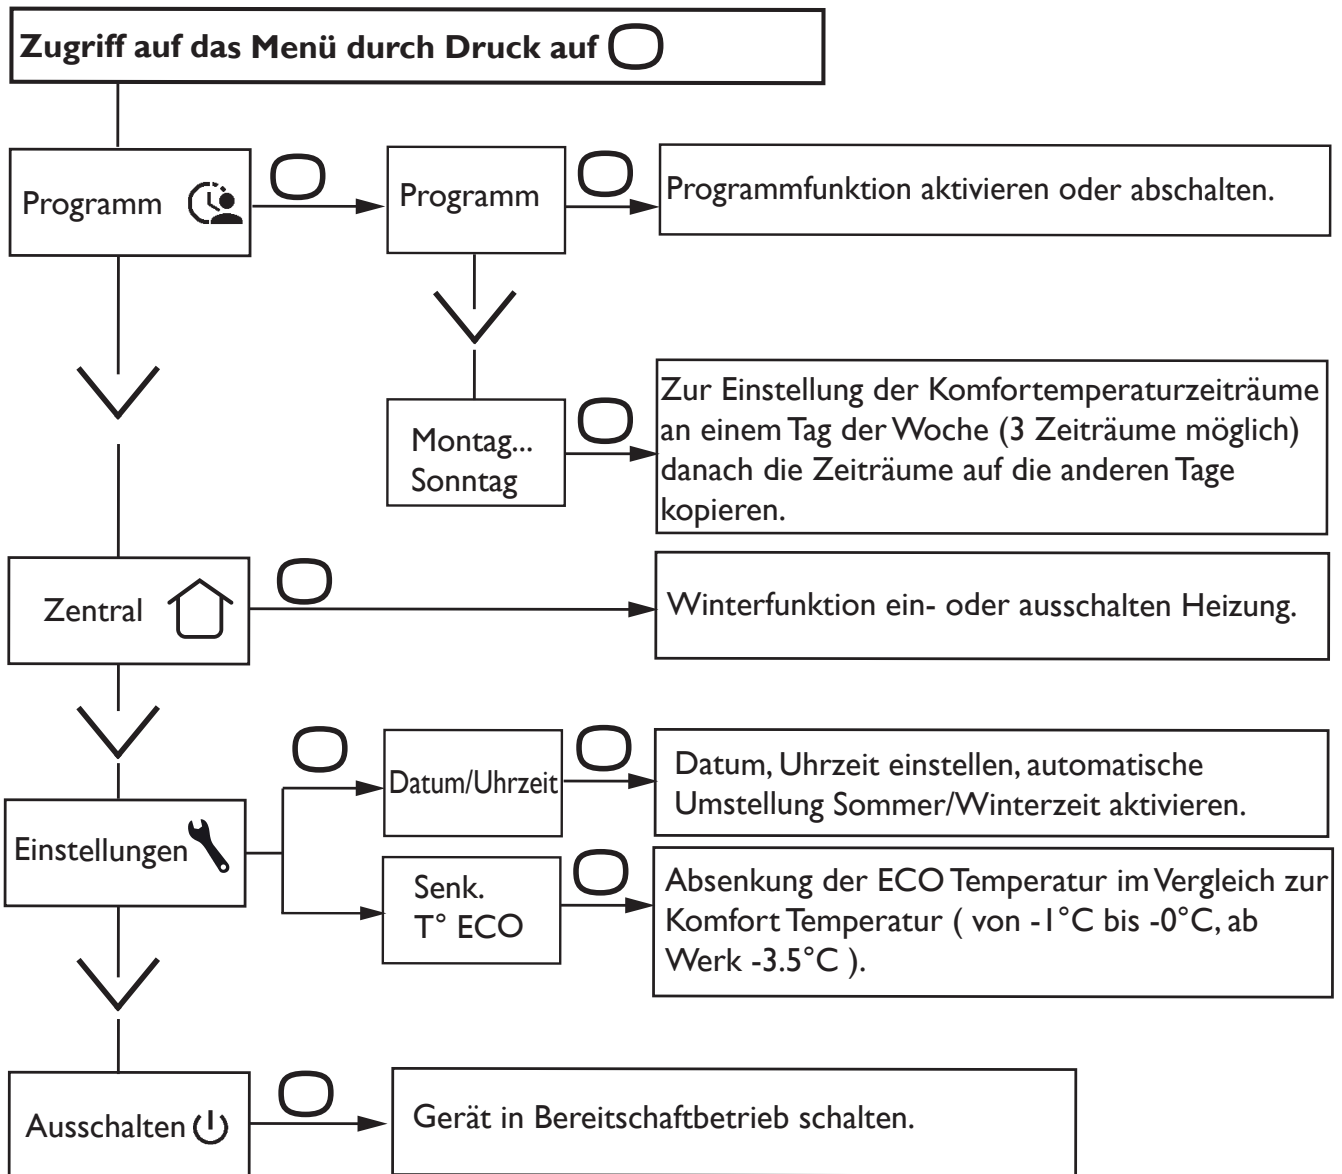 Zugriff auf das Menü durch Druck auf
Programm
Programm
Programmfunktion aktivieren oder abschalten.
Montag...
Sonntag
Zur Einstellung der Komfortemperaturzeiträume
an einem Tag der Woche (3 Zeiträume möglich)
danach die Zeiträume auf die anderen Tage
kopieren.
Zentral
Winterfunktion ein- oder ausschalten Heizung.
Einstellungen
Datum/Uhrzeit
Datum, Uhrzeit einstellen, automatische
Umstellung Sommer/Winterzeit aktivieren.
Senk.
T° ECO
Absenkung der ECO Temperatur im Vergleich zur
Komfort Temperatur ( von -1°C bis -0°C, ab
Werk -3.5°C ).
Ausschalten
Gerät in Bereitschaftbetrieb schalten.